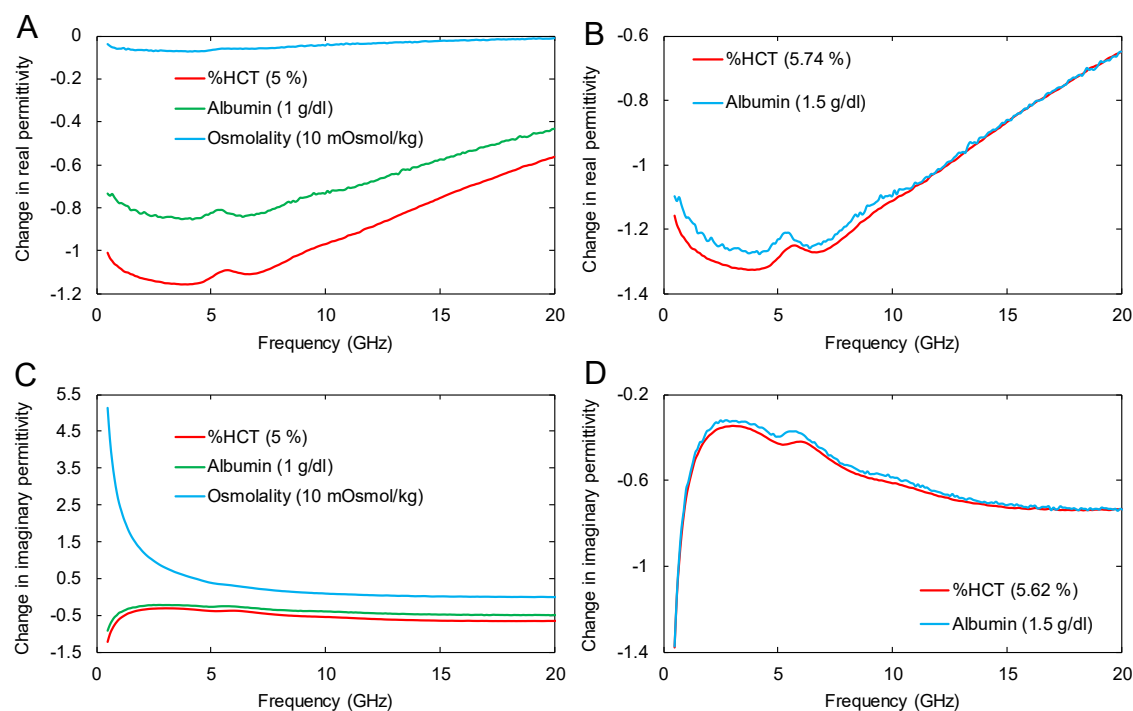 A
Change in real permittivity
0
-0.2
-0.4
-0.6
-0.8
-1
-1.2
%HCT (5 %)
Albumin (1 g/dl)
Osmolality (10 mOsmol/kg)
0
5
10
15
20
Frequency (GHz)
B
Change in real permittivity
-0.6
-0.8
-1
-1.2
-1.4
%HCT (5.74 %)
Albumin (1.5 g/dl)
0
5
10
15
20
Frequency (GHz)
C
Change in imaginary permittivity
5.5
4.5
3.5
2.5
1.5
0.5
-0.5
-1.5
%HCT (5 %)
Albumin (1 g/dl)
Osmolality (10 mOsmol/kg)
0
5
10
15
20
Frequency (GHz)
D
Change in imaginary permittivity
-0.2
-0.6
-1
-1.4
%HCT (5.62 %)
Albumin (1.5 g/dl)
0
5
10
15
20
Frequency (GHz)